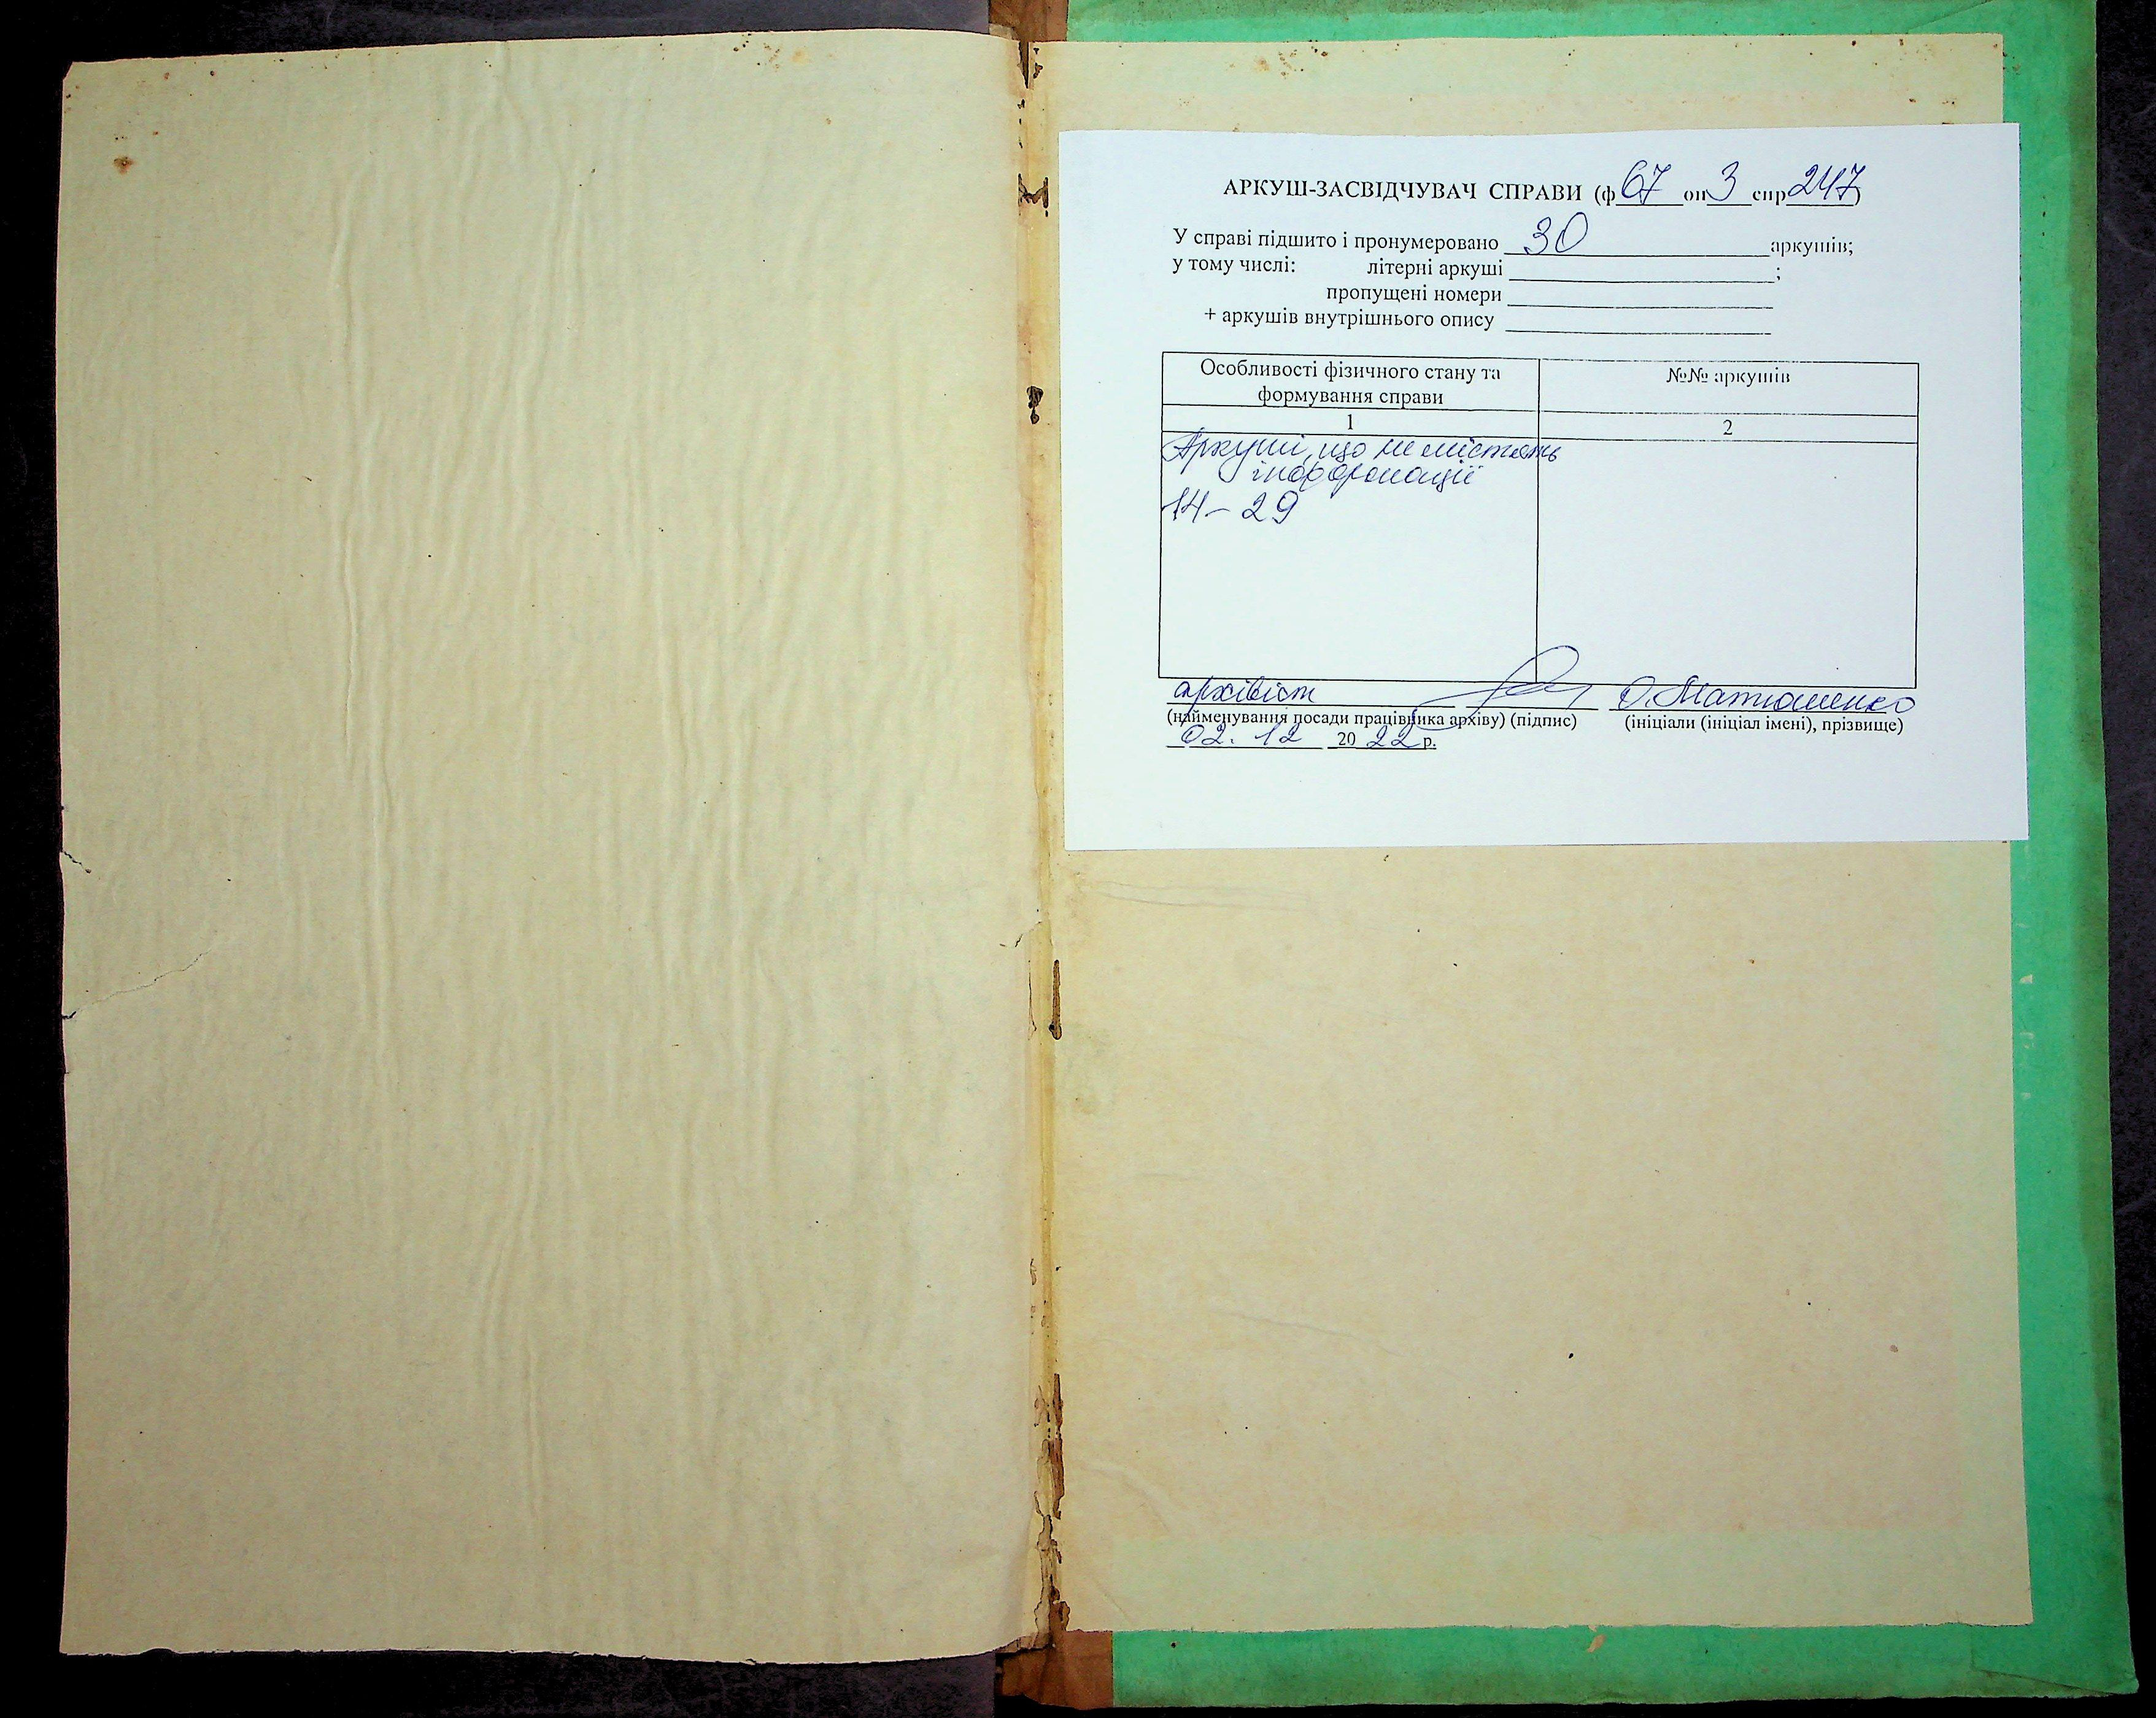 АРКУШ-ЗАСВІДЧУВАЧ СПРАВИ (ф 67 оп 3 спр 247)
У справі підшито і пронумеровано 30 аркушів;
у тому числі: літерні аркуші ;
пропущені номери
+ аркушів внутрішнього опису
Особливості фізичного стану та формування справи
№№ аркушів
1
2
Аркуші, що не містять
інформації
14-29
архівіст О. Матюшенко
(найменування посади працівника архіву) (підпис) (ініціали (ініціал імені), прізвище)
02. 12 20 22 р.